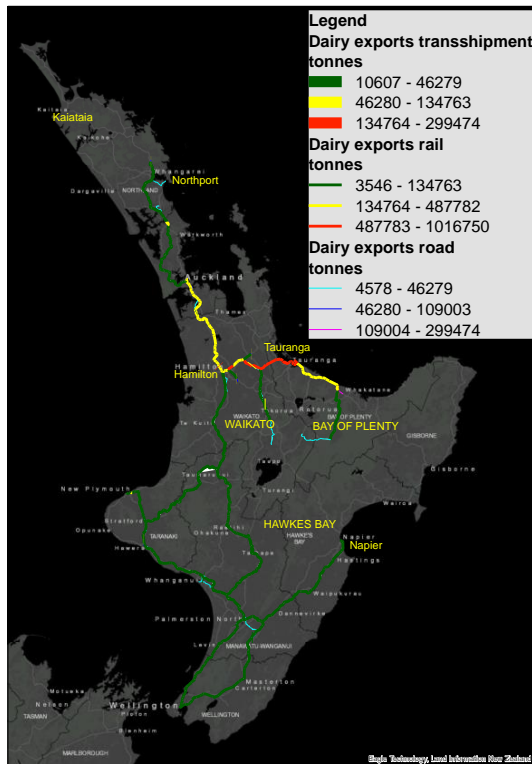 Legend
Dairy exports transshipment
tonnes
10607 - 46279
46280 - 134763
134764 - 299474
Dairy exports rail
tonnes
3546 - 134763
134764 - 487782
487783 - 1016750
Dairy exports road
tonnes
4578 - 46279
46280 - 109003
109004 - 299474
Kaitaia
Kaiataia
Kaikohe
Whangarei
Northport
NORTHLAND
Dargaville
Warkworth
Auckland
Thames
Tauranga
Tauranga
Hamilton
Hamilton
Whakatane
Rotorua
WAIKATO
WAIKATO
BAY OF PLENTY
BAY OF PLENTY
Te Kuiti
GISBORNE
Taupo
Gisborne
Taumarunui
Turangi
New Plymouth
Wairoa
Stratford
HAWKES BAY
Opunake
TARANAKI
Ohakune
HAWKE'S
BAY
Napier
Napier
Hawera
Hastings
Whanganui
Waipukurau
Dannevirke
Palmerston North
Levin
MANAWATU-WANGANUI
Masterton
Carterton
Motueka
Nelson
Wellington
TASMAN
Picton
WELLINGTON
Blenheim
MARLBOROUGH
Eagle Technology, Land Information New Zealand